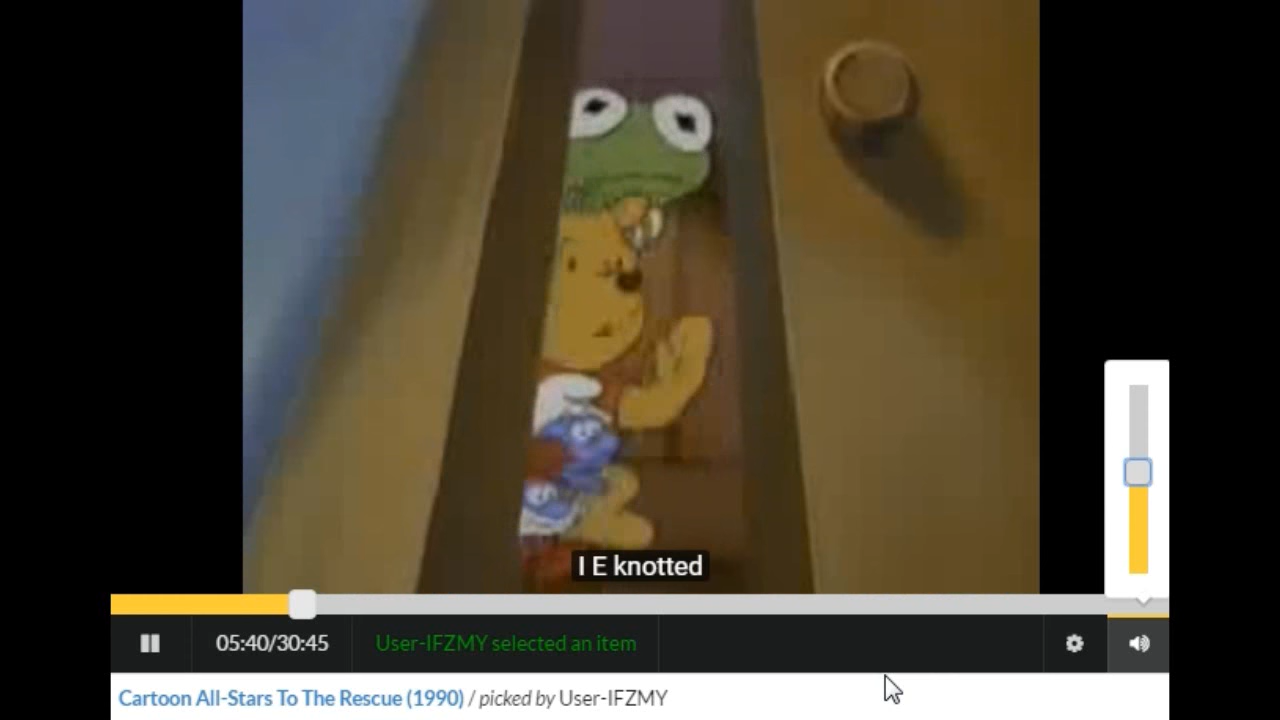 I E knotted
05:40/30:45
User-IFZMY selected an item
Cartoon All-Stars To The Rescue (1990) / picked by User-IFZMY